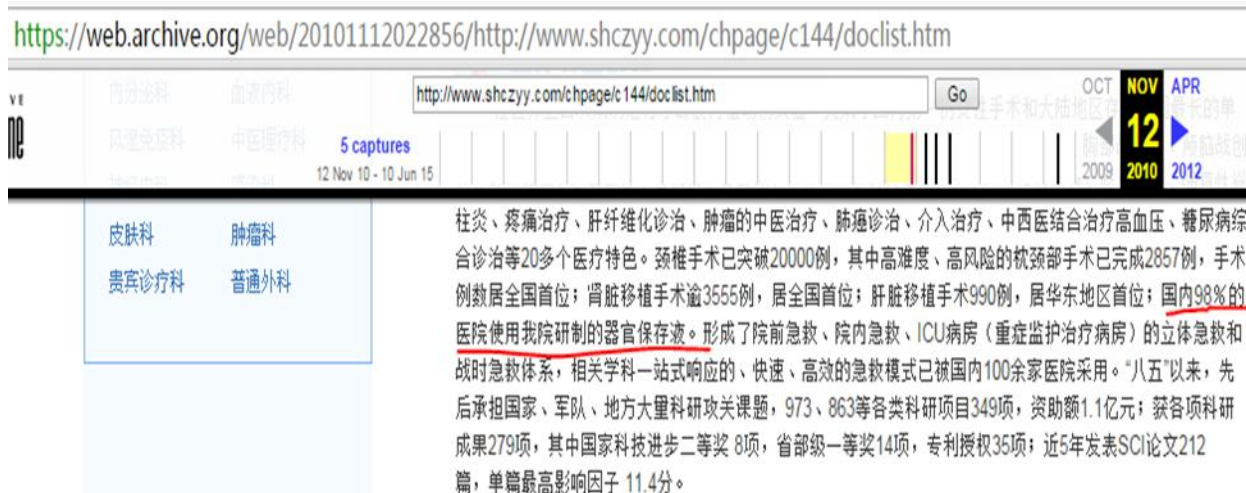 https://web.archive.org/web/20101112022856/http://www.shczyy.com/chpage/c144/doclist.htm
http://www.shczyy.com/chpage/c144/doclist.htm Go OCT NOV APR
5 captures 12
12 Nov 10 - 10 Jun 15 2009 2010 2012
内分泌科 血液内科
风湿免疫科 中医理疗科
皮肤科 肿瘤科
贵宾诊疗科 普通外科
柱炎、疼痛治疗、肝纤维化诊治、肿瘤的中医治疗、肺癌诊治、介入治疗、中西医结合治疗高血压、糖尿病综
合诊治等20多个医疗特色。颈椎手术已突破20000例，其中高难度、高风险的枕颈部手术已完成2857例，手术
例数居全国首位；肾脏移植手术逾3555例，居全国首位；肝脏移植手术990例，居华东地区首位；国内98%的
医院使用我院研制的器官保存液。形成了院前急救、院内急救、ICU病房（重症监护治疗病房）的立体急救和
战时急救体系，相关学科一站式响应的、快速、高效的急救模式已被国内100余家医院采用。“八五”以来，先
后承担国家、军队、地方大量科研攻关课题，973、863等各类科研项目349项，资助额1.1亿元；获各项科研
成果279项，其中国家科技进步二等奖 8项，省部级一等奖14项，专利授权35项；近5年发表SCI论文212
篇，单篇最高影响因子 11.4分。